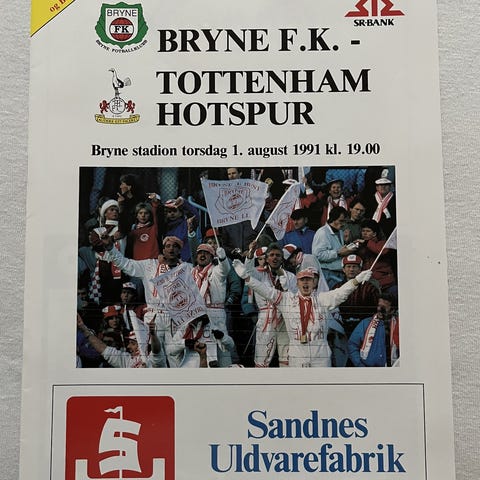 BRYNE
FK
BRYNE FOTBALLKLUBB
SR-BANK
BRYNE F.K. -
TOTTENHAM
HOTSPUR
Bryne stadion torsdag 1. august 1991 kl. 19.00
BRYNE
Sandnes
Uldvarefabrik